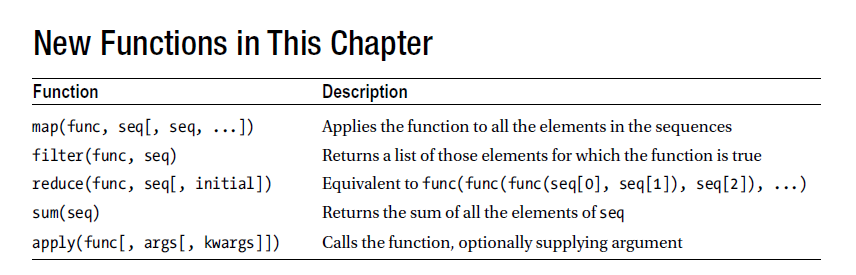 New Functions in This Chapter
Function Description
map(func, seq[, seq, ...]) Applies the function to all the elements in the sequences
filter(func, seq) Returns a list of those elements for which the function is true
reduce(func, seq[, initial]) Equivalent to func(func(func(seq[0], seq[1]), seq[2]), ...)
sum(seq) Returns the sum of all the elements of seq
apply(func[, args[, kwargs]]) Calls the function, optionally supplying argument